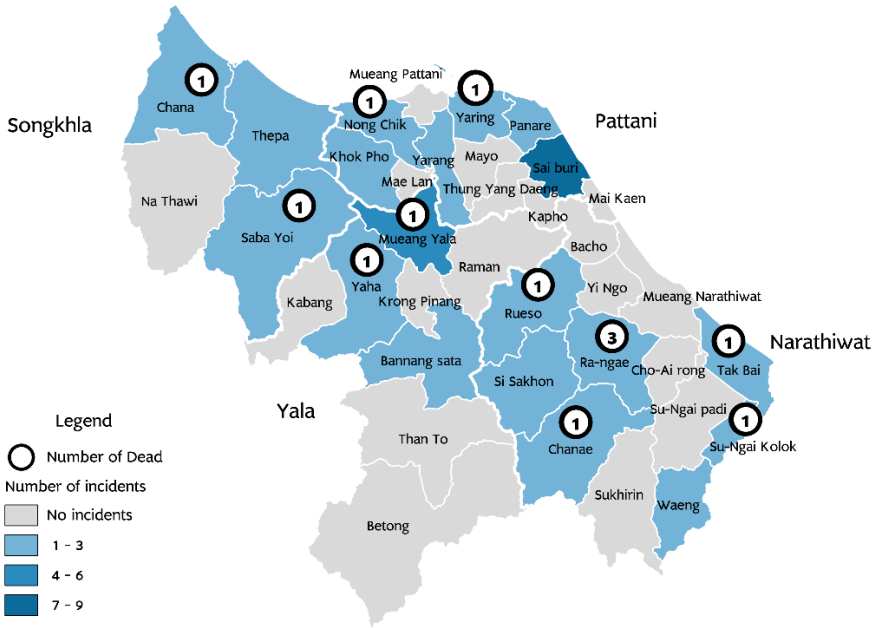 Mueang Pattani
1
1
1
Chana
Songkhla
Nong Chik
Yaring
Panare
Pattani
Thepa
Khok Pho
Yarang
Mayo
Sai buri
Mae Lan
Thung Yang Daeng
Na Thawi
Mai Kaen
1
1
Kapho
Saba Yoi
Mueang Yala
Bacho
1
Raman
Yaha
1
Yi Ngo
Kabang
Krong Pinang
Mueang Narathiwat
Rueso
3
1
Narathiwat
Bannang sata
Ra-ngae
Cho-Ai rong
Tak Bai
Si Sakhon
Yala
Su-Ngai padi
1
1
Than To
Chanae
Su-Ngai Kolok
Sukhirin
Waeng
Betong
Legend
Number of Dead
Number of incidents
No incidents
1 - 3
4 - 6
7 - 9